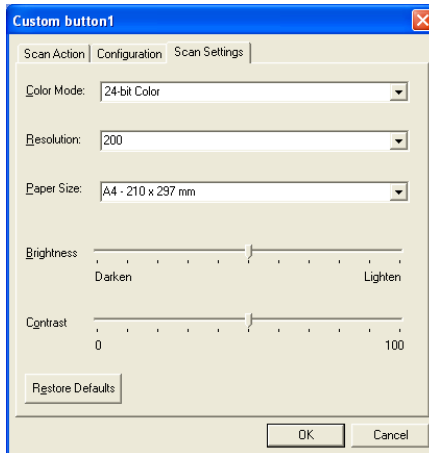 Custom button1
Scan Action Configuration Scan Settings
Color Mode: 24-bit Color
Resolution: 200
Paper Size: A4 - 210 x 297 mm
Brightness
Darken Lighten
Contrast
0 100
Restore Defaults
OK Cancel